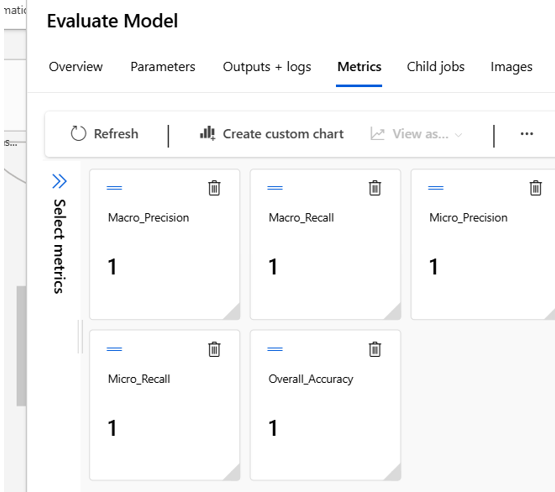 Evaluate Model
Overview Parameters Outputs + logs Metrics Child jobs Images
Refresh Create custom chart View as... ...
Select metrics
Macro_Precision Macro_Recall Micro_Precision
1 1 1
Micro_Recall Overall_Accuracy
1 1